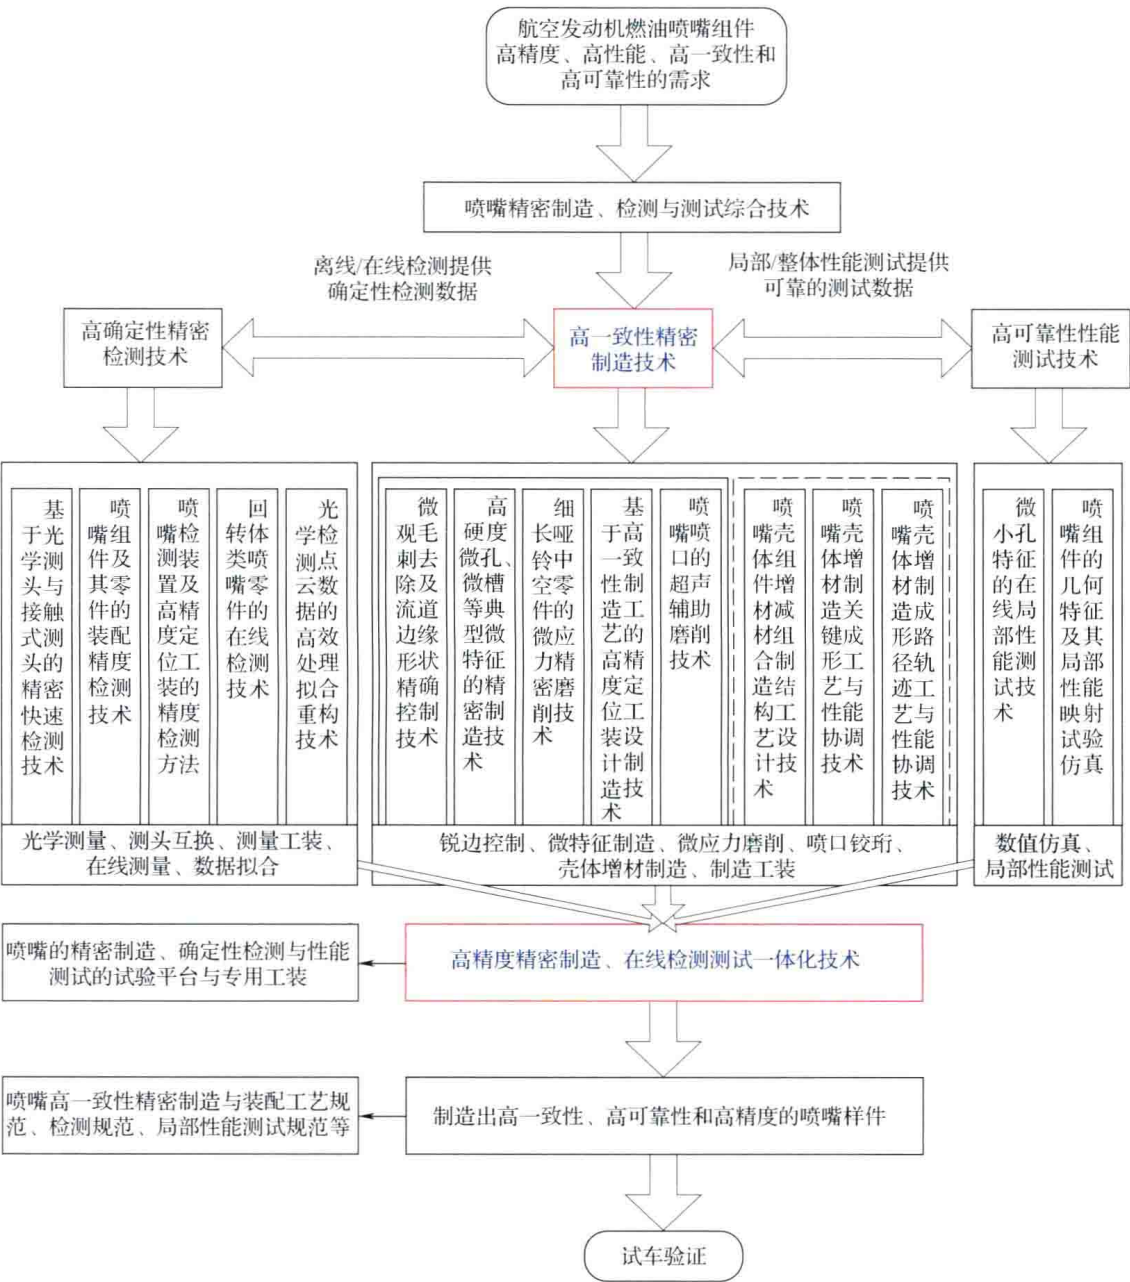 航空发动机燃油喷嘴组件
高精度、高性能、高一致性和
高可靠性的需求
喷嘴精密制造、检测与测试综合技术
离线/在线检测提供
确定性检测数据
局部/整体性能测试提供
可靠的测试数据
高确定性精密
检测技术
高一致性精密
制造技术
高可靠性性能
测试技术
基于光学测头与接触式测头的精密快速检测技术
喷嘴组件及其零件的装配精度检测技术
喷嘴检测装置及高精度定位工装的精度检测方法
回转体类喷嘴零件的在线检测技术
光学检测点云数据的高效处理拟合重构技术
微观毛刺去除及流道边缘形状精确控制技术
高硬度微孔、微槽等典型微特征的精密制造技术
细长哑铃中空零件的微应力精密磨削技术
基于高一致性制造工艺的高精度定位工装设计制造技术
喷嘴喷口的超声辅助磨削技术
喷嘴壳体组件增材减材组合制造结构工艺设计技术
喷嘴壳体增材制造关键成形工艺与性能协调技术
喷嘴壳体增材制造成形路径轨迹工艺与性能协调技术
微小孔特征的在线局部性能测试技术
喷嘴组件的几何特征及其局部性能映射试验仿真
光学测量、测头互换、测量工装、
在线测量、数据拟合
锐边控制、微特征制造、微应力磨削、喷口铰珩、
壳体增材制造、制造工装
数值仿真、
局部性能测试
喷嘴的精密制造、确定性检测与性能
测试的试验平台与专用工装
高精度精密制造、在线检测测试一体化技术
喷嘴高一致性精密制造与装配工艺规
范、检测规范、局部性能测试规范等
制造出高一致性、高可靠性和高精度的喷嘴样件
试车验证